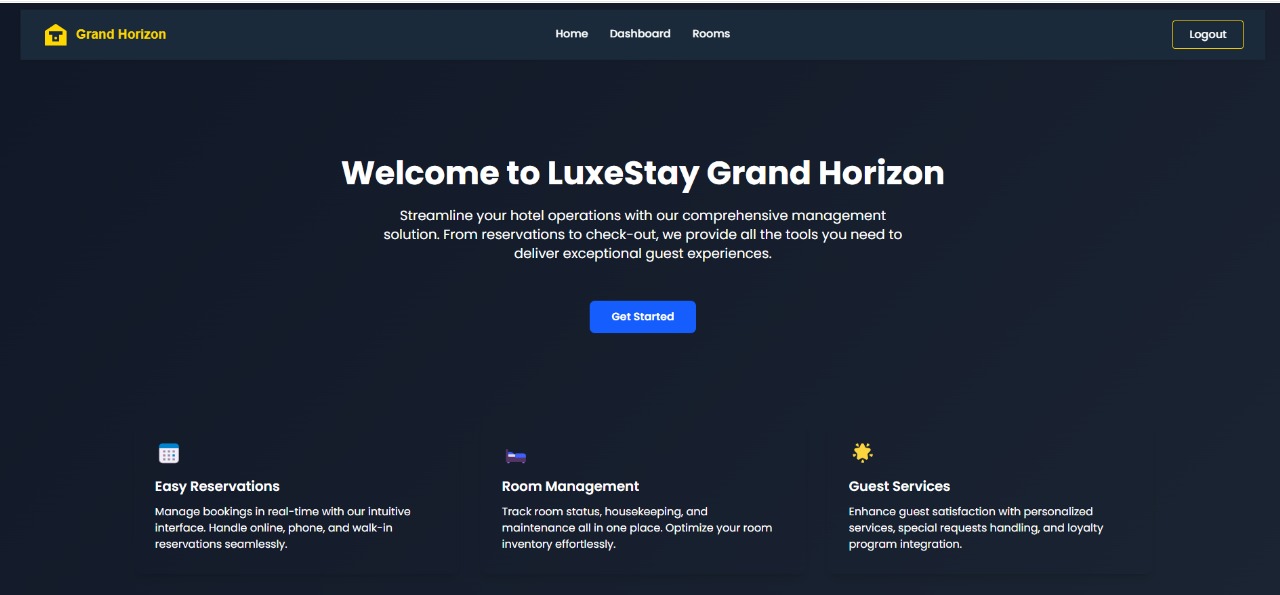 Grand Horizon
Home Dashboard Rooms
Logout
Welcome to LuxeStay Grand Horizon
Streamline your hotel operations with our comprehensive management
solution. From reservations to check-out, we provide all the tools you need to
deliver exceptional guest experiences.
Get Started
Easy Reservations
Manage bookings in real-time with our intuitive
interface. Handle online, phone, and walk-in
reservations seamlessly.
Room Management
Track room status, housekeeping, and
maintenance all in one place. Optimize your room
inventory effortlessly.
Guest Services
Enhance guest satisfaction with personalized
services, special requests handling, and loyalty
program integration.